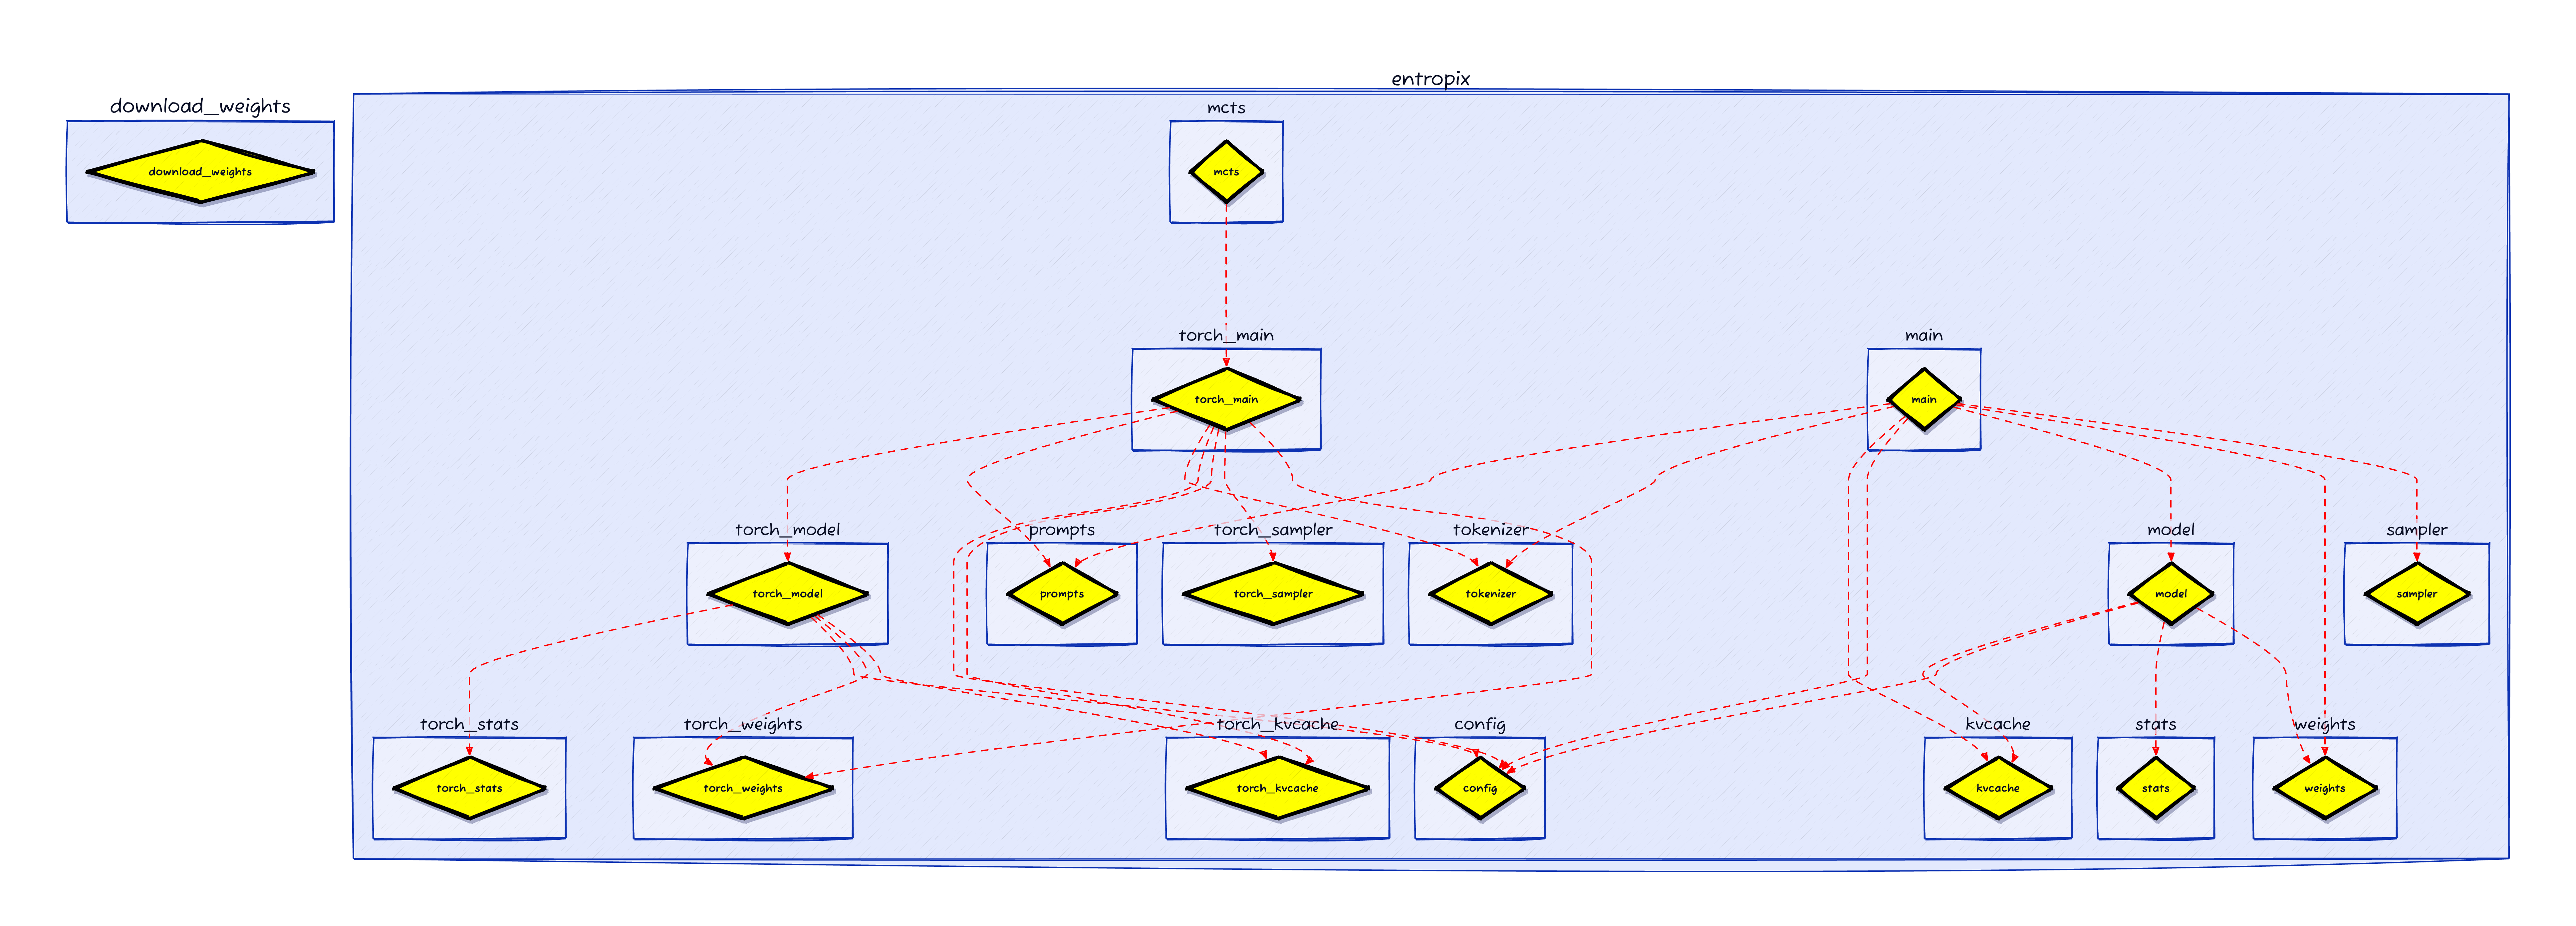 entropix
download_weights
mcts
download_weights
mcts
torch_main
main
torch_main
main
torch_model
prompts
torch_sampler
tokenizer
model
sampler
torch_model
prompts
torch_sampler
tokenizer
model
sampler
torch_stats
torch_weights
torch_kvcache
config
kvcache
stats
weights
torch_stats
torch_weights
torch_kvcache
config
kvcache
stats
weights